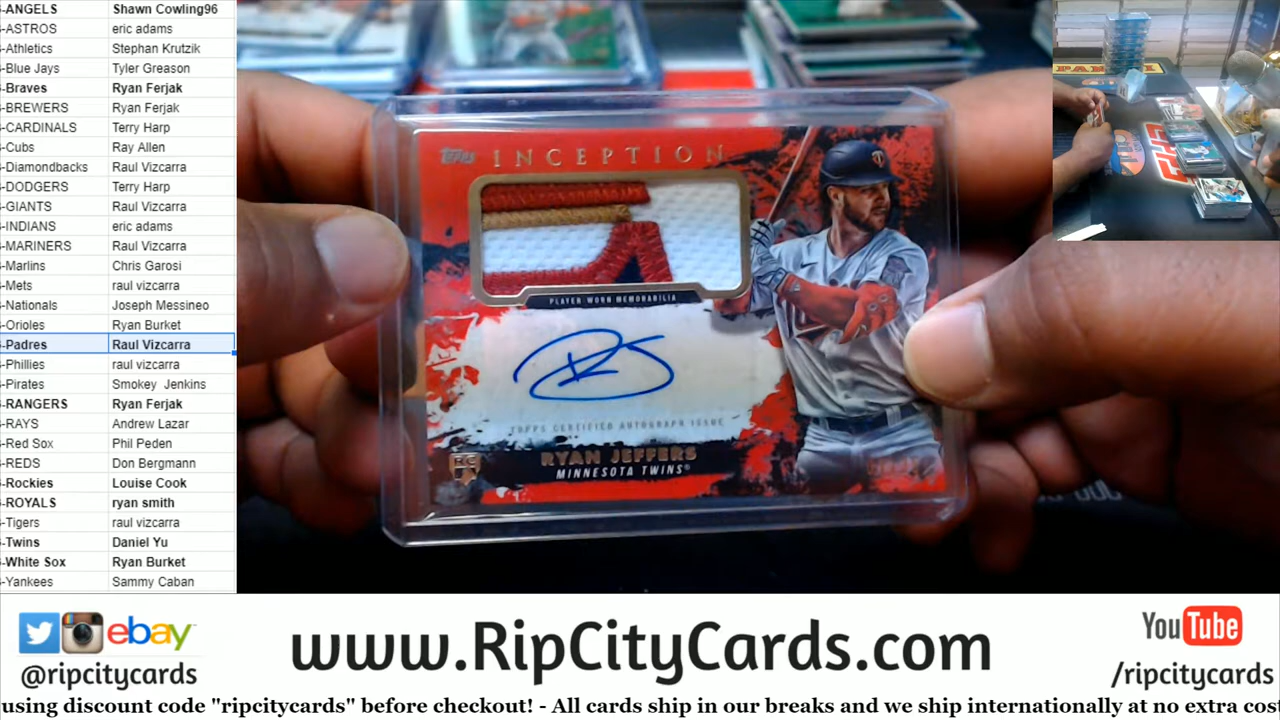 -ANGELS Shawn Cowling96
-ASTROS eric adams
-Athletics Stephan Krutzik
-Blue Jays Tyler Greason
-Braves Ryan Ferjak
-BREWERS Ryan Ferjak
-CARDINALS Terry Harp
-Cubs Ray Allen
-Diamondbacks Raul Vizcarra
-DODGERS Terry Harp
-GIANTS Raul Vizcarra
-INDIANS eric adams
-MARINERS Raul Vizcarra
-Marlins Chris Garosi
-Mets raul vizcarra
-Nationals Joseph Messineo
-Orioles Ryan Burket
-Padres Raul Vizcarra
-Phillies raul vizcarra
-Pirates Smokey Jenkins
-RANGERS Ryan Ferjak
-RAYS Andrew Lazar
-Red Sox Phil Peden
-REDS Don Bergmann
-Rockies Louise Cook
-ROYALS ryan smith
-Tigers raul vizcarra
-Twins Daniel Yu
-White Sox Ryan Burket
-Yankees Sammy Caban
TOPPS INCEPTION
PLAYER WORN MEMORABILIA
TOPPS CERTIFIED AUTOGRAPH ISSUE
RC
RYAN JEFFERS
MINNESOTA TWINS®
PANINI
ebay
@ripcitycards
www.RipCityCards.com
YouTube
/ripcitycards
using discount code "ripcitycards" before checkout! - All cards ship in our breaks and we ship internationally at no extra cos